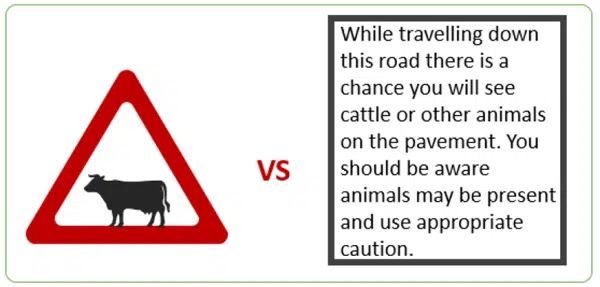 VS
While travelling down
this road there is a
chance you will see
cattle or other animals
on the pavement. You
should be aware
animals may be present
and use appropriate
caution.